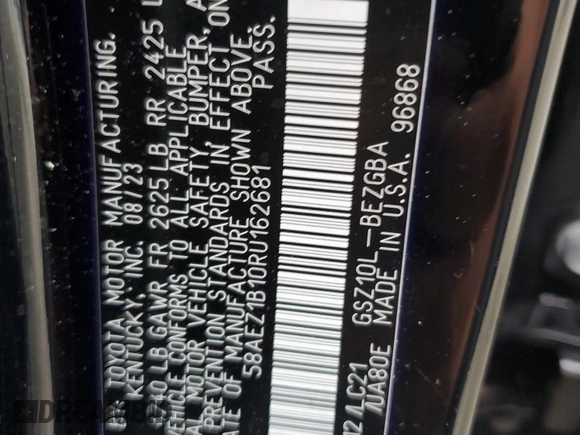 TOYOTA MOTOR MANUFACTURING.
KENTUCKY, 08/23
LB GAWR FR 2625 LB RR 2425
VEHICLE CONFORMS TO ALL APPLICABLE
MOTOR VEHICLE SAFETY, BUMPER,
PREVENTION STANDARDS IN EFFECT ON
DATE OF MANUFACTURE SHOWN ABOVE.
58AEZ1B10RU162681 PASS.
C21 GSZ10L-BEZGBA
MADE IN U.S.A. 96868
DREAMBID